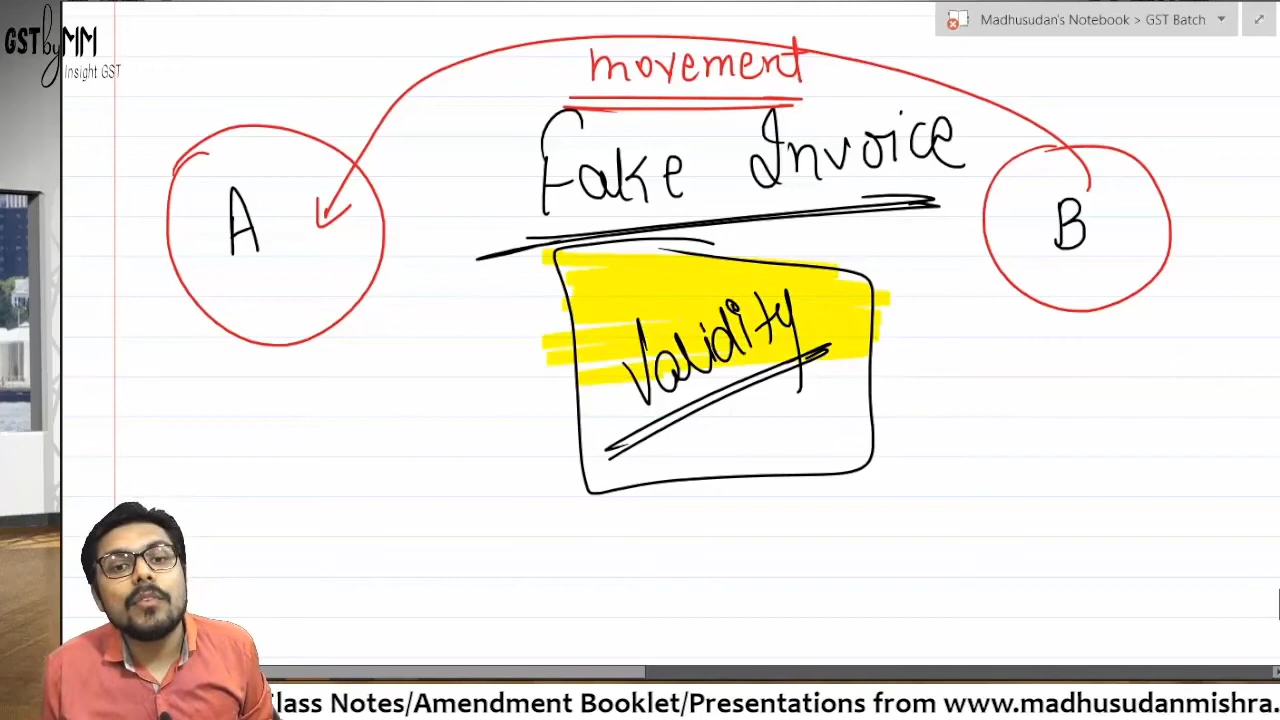 GST by MM
Insight GST
Madhusudan's Notebook > GST Batch
movement
Fake Invoice
A
B
Validity
Class Notes/Amendment Booklet/Presentations from www.madhusudanmishra.